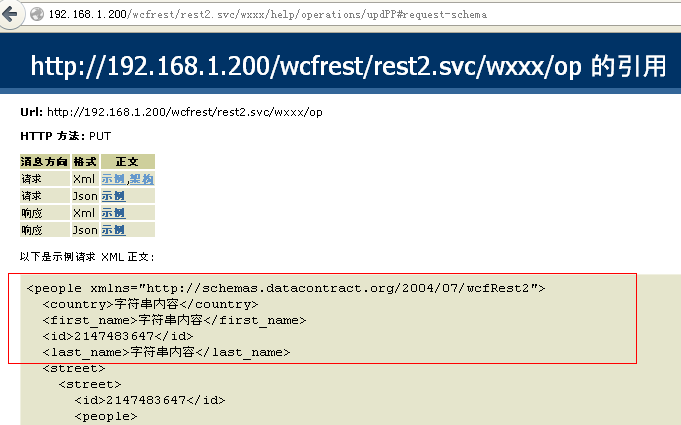 192.168.1.200/wcfrest/rest2.svc/wxxx/help/operations/updPP#request-schema
http://192.168.1.200/wcfrest/rest2.svc/wxxx/op 的引用
Url: http://192.168.1.200/wcfrest/rest2.svc/wxxx/op
HTTP 方法: PUT
消息方向 格式 正文
请求 Xml 示例,架构
请求 Json 示例
响应 Xml 示例
响应 Json 示例
以下是示例请求 XML 正文:
<people xmlns="http://schemas.datacontract.org/2004/07/wcfRest2">
<country>字符串内容</country>
<first_name>字符串内容</first_name>
<id>2147483647</id>
<last_name>字符串内容</last_name>
<street>
<street>
<id>2147483647</id>
<people>